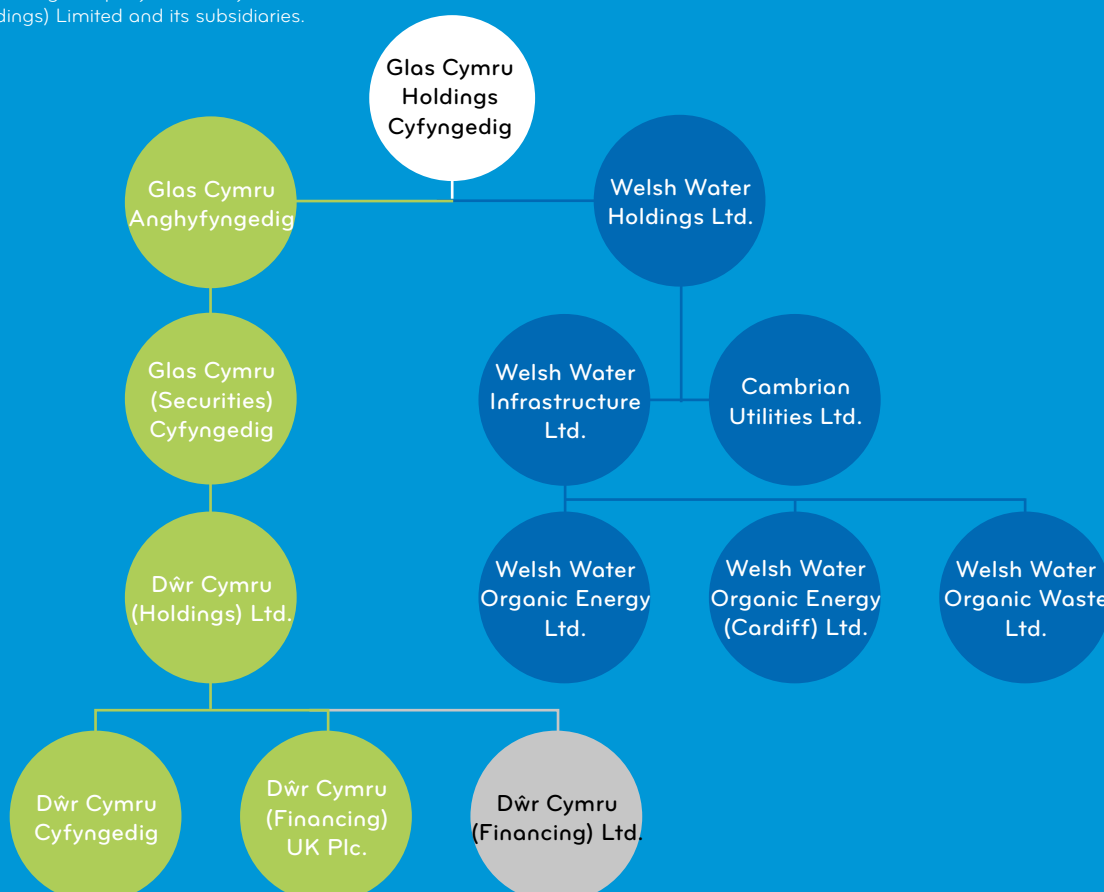 dings) Limited and its subsidiaries.
Glas Cymru
Holdings
Cyfyngedig
Glas Cymru
Anghyfyngedig
Welsh Water
Holdings Ltd.
Glas Cymru
(Securities)
Cyfyngedig
Welsh Water
Infrastructure
Ltd.
Cambrian
Utilities Ltd.
Dŵr Cymru
(Holdings) Ltd.
Welsh Water
Organic Energy
Ltd.
Welsh Water
Organic Energy
(Cardiff) Ltd.
Welsh Water
Organic Waste
Ltd.
Dŵr Cymru
Cyfyngedig
Dŵr Cymru
(Financing)
UK Plc.
Dŵr Cymru
(Financing) Ltd.